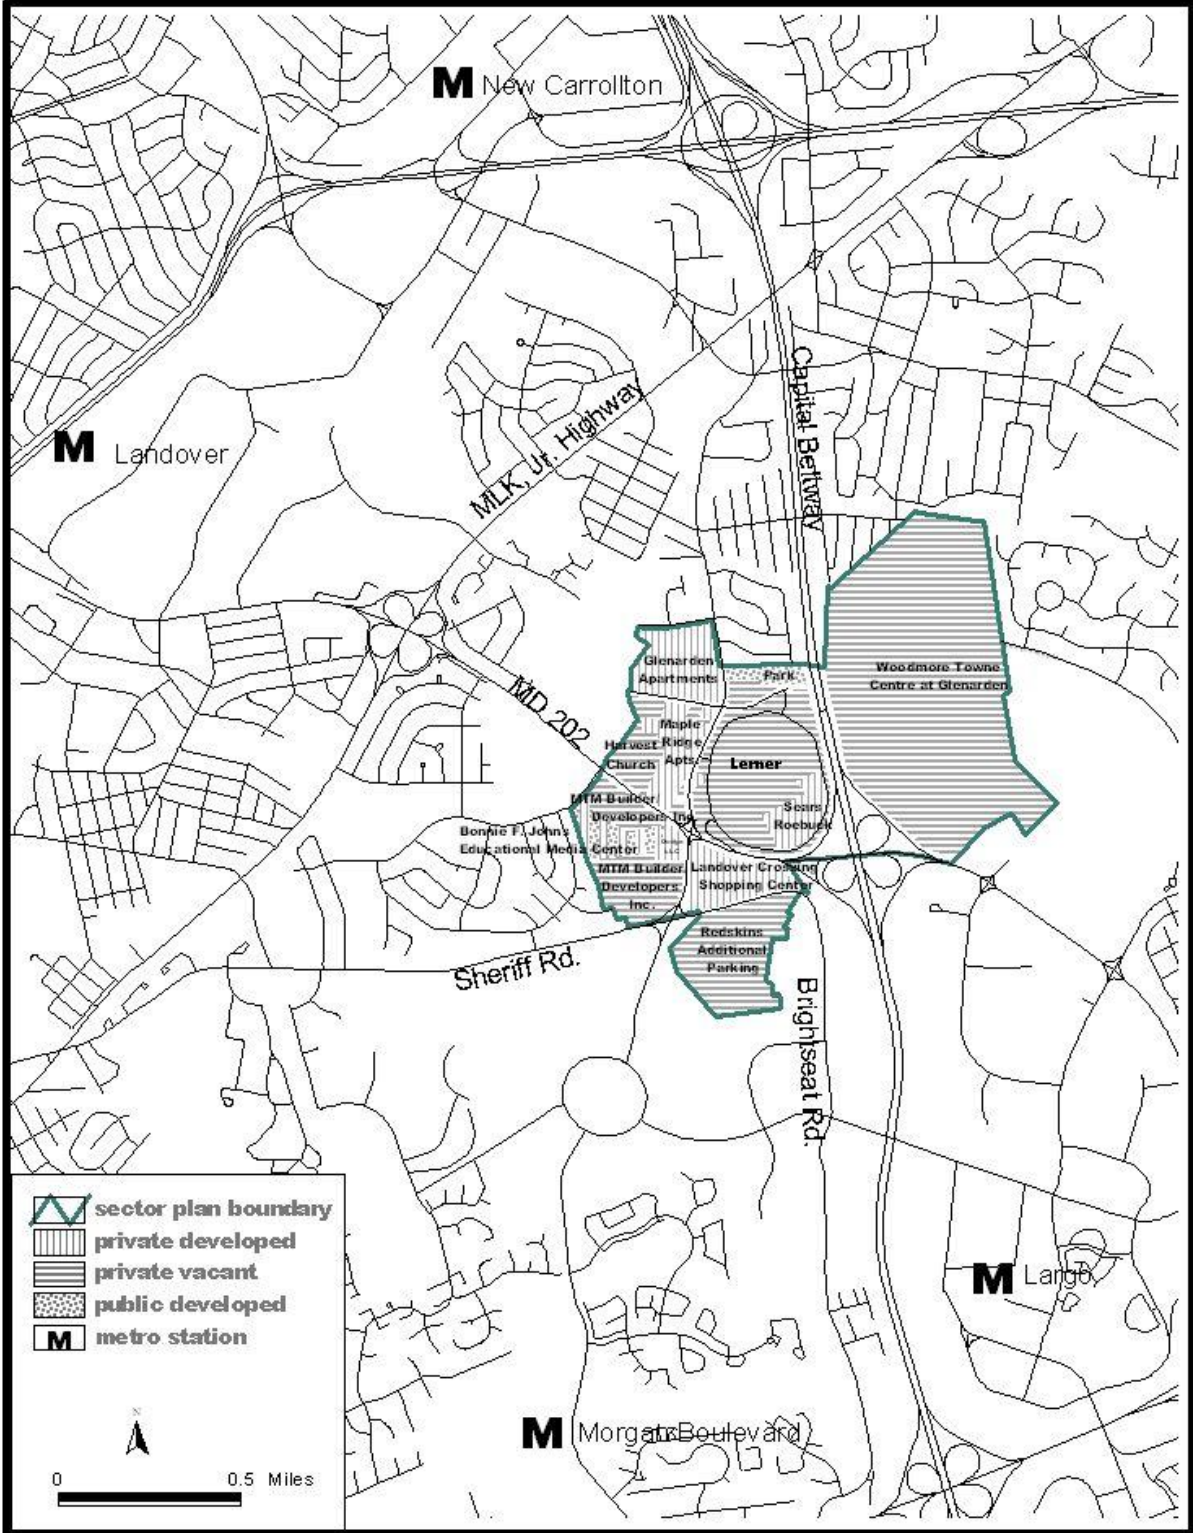 M New Carrollton
Capital Beltway
MLK, Jr. Highway
M Landover
MD 202
Glenarden
Apartments
Park
Woodmore Towne
Centre at Glenarden
Maple
Ridge
Apts.
Harvest
Church
Lerner
MTM Builder
Developers Inc.
Sears
Roebuck
Bonnie F. Johns
Educational Media Center
LLC
MTM Builder
Developers
Inc.
Landover Crossing
Shopping Center
Redskins
Additional
Parking
Sheriff Rd.
Brightseat Rd.
sector plan boundary
private developed
private vacant
public developed
M metro station
M Largo
M Morgan Boulevard
N
0 0.5 Miles